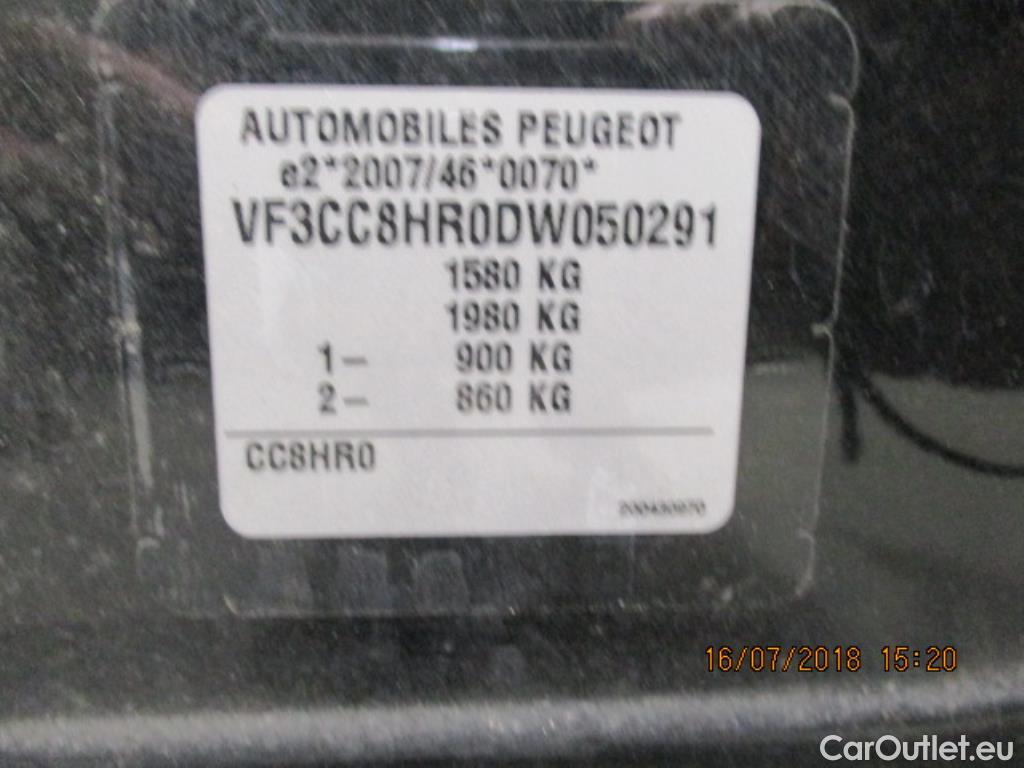 AUTOMOBILES PEUGEOT
e2*2007/46*0070*
VF3CC8HR0DW050291
1580 KG
1980 KG
1- 900 KG
2- 860 KG
CC8HR0
200430970
16/07/2018 15:20
CarOutlet.eu